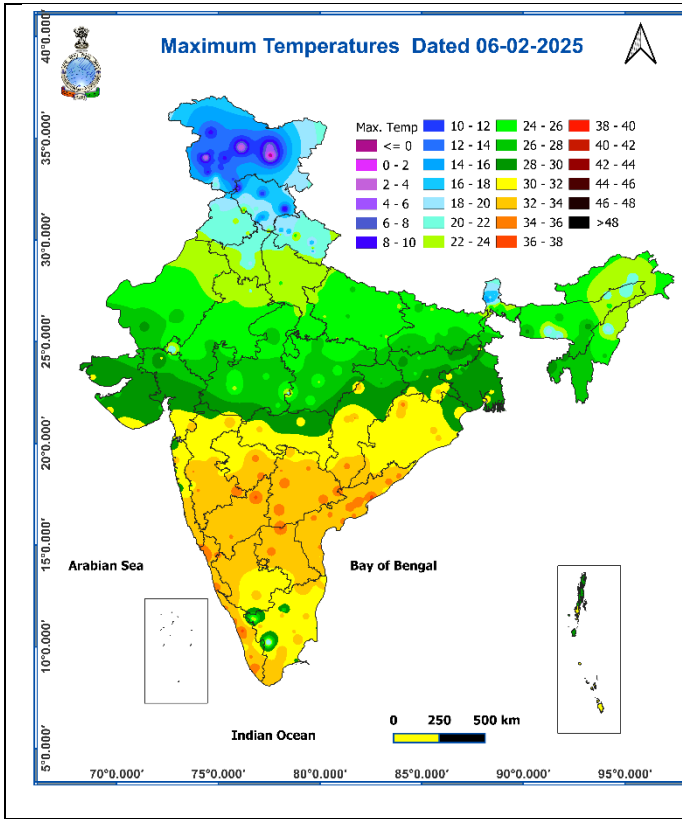 Maximum Temperatures Dated 06-02-2025
Max. Temp
<= 0
0 - 2
2 - 4
4 - 6
6 - 8
8 - 10
10 - 12
12 - 14
14 - 16
16 - 18
18 - 20
20 - 22
22 - 24
24 - 26
26 - 28
28 - 30
30 - 32
32 - 34
34 - 36
36 - 38
38 - 40
40 - 42
42 - 44
44 - 46
46 - 48
>48
40°0.000'
35°0.000'
30°0.000'
25°0.000'
20°0.000'
15°0.000'
10°0.000'
5°0.000'
Arabian Sea
Bay of Bengal
Indian Ocean
0 250 500 km
70°0.000' 75°0.000' 80°0.000' 85°0.000' 90°0.000' 95°0.000'